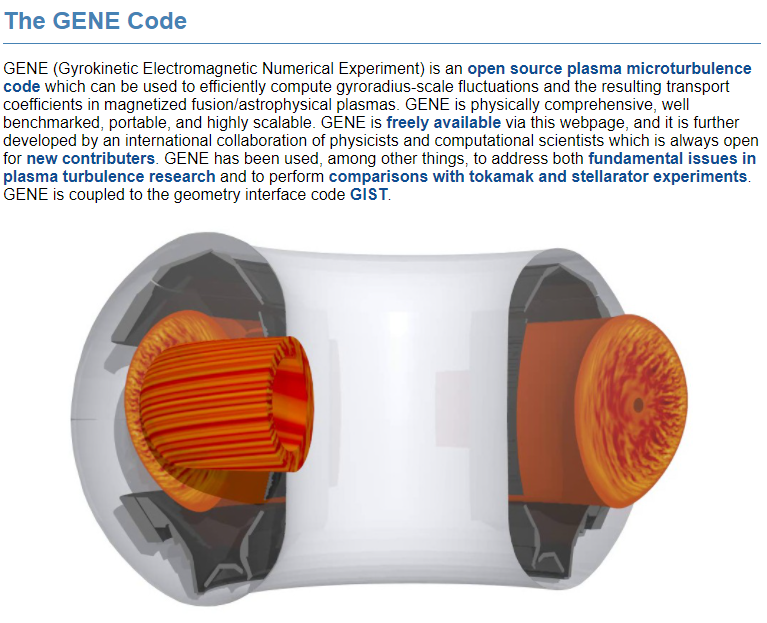 The GENE Code
GENE (Gyrokinetic Electromagnetic Numerical Experiment) is an open source plasma microturbulence
code which can be used to efficiently compute gyroradius-scale fluctuations and the resulting transport
coefficients in magnetized fusion/astrophysical plasmas. GENE is physically comprehensive, well
benchmarked, portable, and highly scalable. GENE is freely available via this webpage, and it is further
developed by an international collaboration of physicists and computational scientists which is always open
for new contributers. GENE has been used, among other things, to address both fundamental issues in
plasma turbulence research and to perform comparisons with tokamak and stellarator experiments.
GENE is coupled to the geometry interface code GIST.